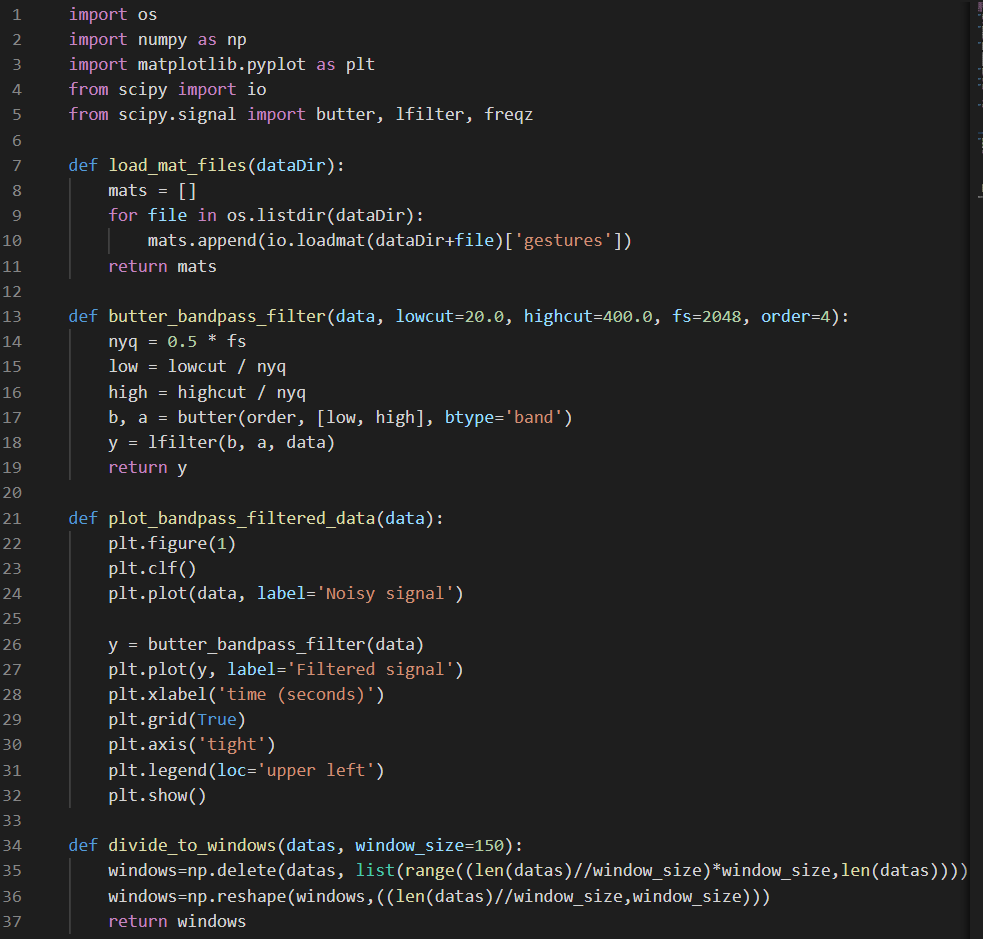 1 import os
2 import numpy as np
3 import matplotlib.pyplot as plt
4 from scipy import io
5 from scipy.signal import butter, lfilter, freqz
6
7 def load_mat_files(dataDir):
8     mats = []
9     for file in os.listdir(dataDir):
10         mats.append(io.loadmat(dataDir+file)['gestures'])
11     return mats
12
13 def butter_bandpass_filter(data, lowcut=20.0, highcut=400.0, fs=2048, order=4):
14     nyq = 0.5 * fs
15     low = lowcut / nyq
16     high = highcut / nyq
17     b, a = butter(order, [low, high], btype='band')
18     y = lfilter(b, a, data)
19     return y
20
21 def plot_bandpass_filtered_data(data):
22     plt.figure(1)
23     plt.clf()
24     plt.plot(data, label='Noisy signal')
25
26     y = butter_bandpass_filter(data)
27     plt.plot(y, label='Filtered signal')
28     plt.xlabel('time (seconds)')
29     plt.grid(True)
30     plt.axis('tight')
31     plt.legend(loc='upper left')
32     plt.show()
33
34 def divide_to_windows(datas, window_size=150):
35     windows=np.delete(datas, list(range((len(datas)//window_size)*window_size,len(datas))))
36     windows=np.reshape(windows,((len(datas)//window_size,window_size)))
37     return windows